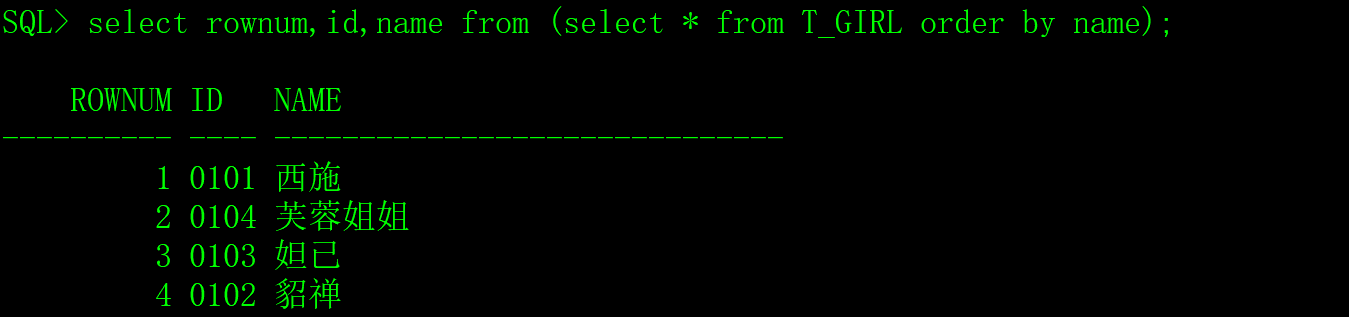 SQL> select rownum,id,name from (select * from T_GIRL order by name);
    ROWNUM ID   NAME
---------- ---- ------------------------------
         1 0101 西施
         2 0104 芙蓉姐姐
         3 0103 妲已
         4 0102 貂禅